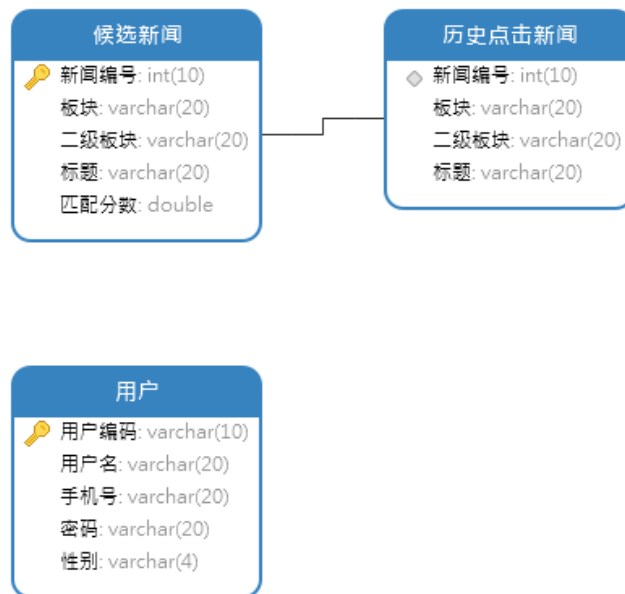 候选新闻
新闻编号: int(10)
板块: varchar(20)
二级板块: varchar(20)
标题: varchar(20)
匹配分数: double
历史点击新闻
新闻编号: int(10)
板块: varchar(20)
二级板块: varchar(20)
标题: varchar(20)
用户
用户编码: varchar(10)
用户名: varchar(20)
手机号: varchar(20)
密码: varchar(20)
性别: varchar(4)